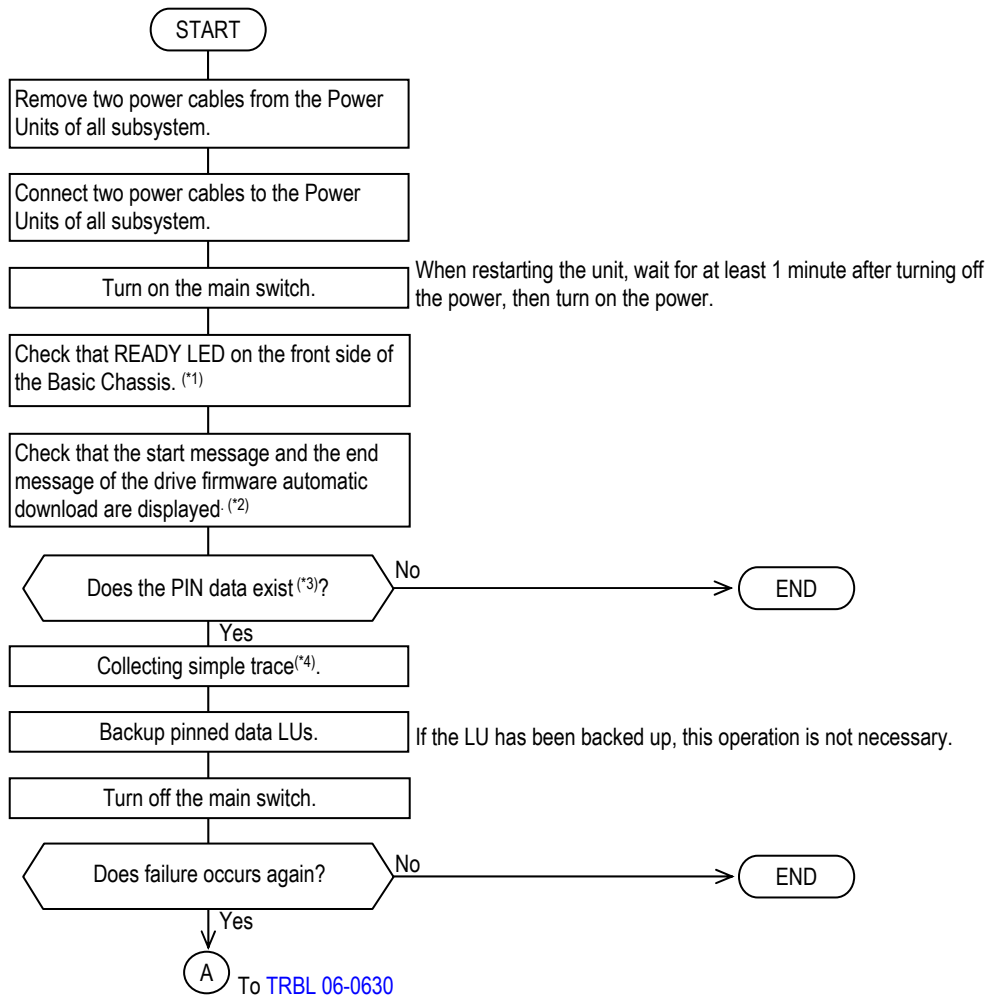 START
Remove two power cables from the Power
Units of all subsystem.
Connect two power cables to the Power
Units of all subsystem.
Turn on the main switch.
When restarting the unit, wait for at least 1 minute after turning off
the power, then turn on the power.
Check that READY LED on the front side of
the Basic Chassis. (*1)
Check that the start message and the end
message of the drive firmware automatic
download are displayed. (*2)
Does the PIN data exist (*3)?
No
END
Yes
Collecting simple trace(*4).
Backup pinned data LUs.
If the LU has been backed up, this operation is not necessary.
Turn off the main switch.
Does failure occurs again?
No
END
Yes
A
To TRBL 06-0630